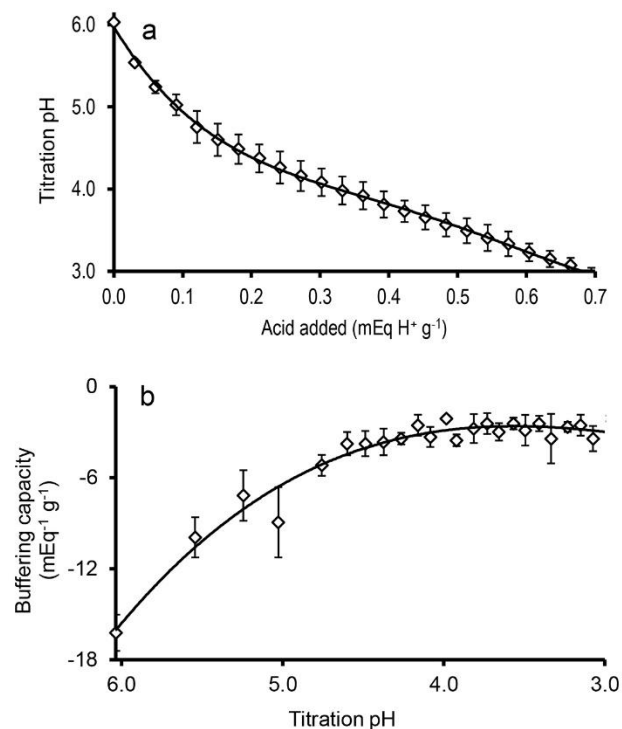 a
6.0
5.0
4.0
3.0
Titration pH
0.0 0.1 0.2 0.3 0.4 0.5 0.6 0.7
Acid added (mEq H⁺ g⁻¹)
b
0
-6
-12
-18
Buffering capacity
(mEq⁻¹ g⁻¹)
6.0 5.0 4.0 3.0
Titration pH